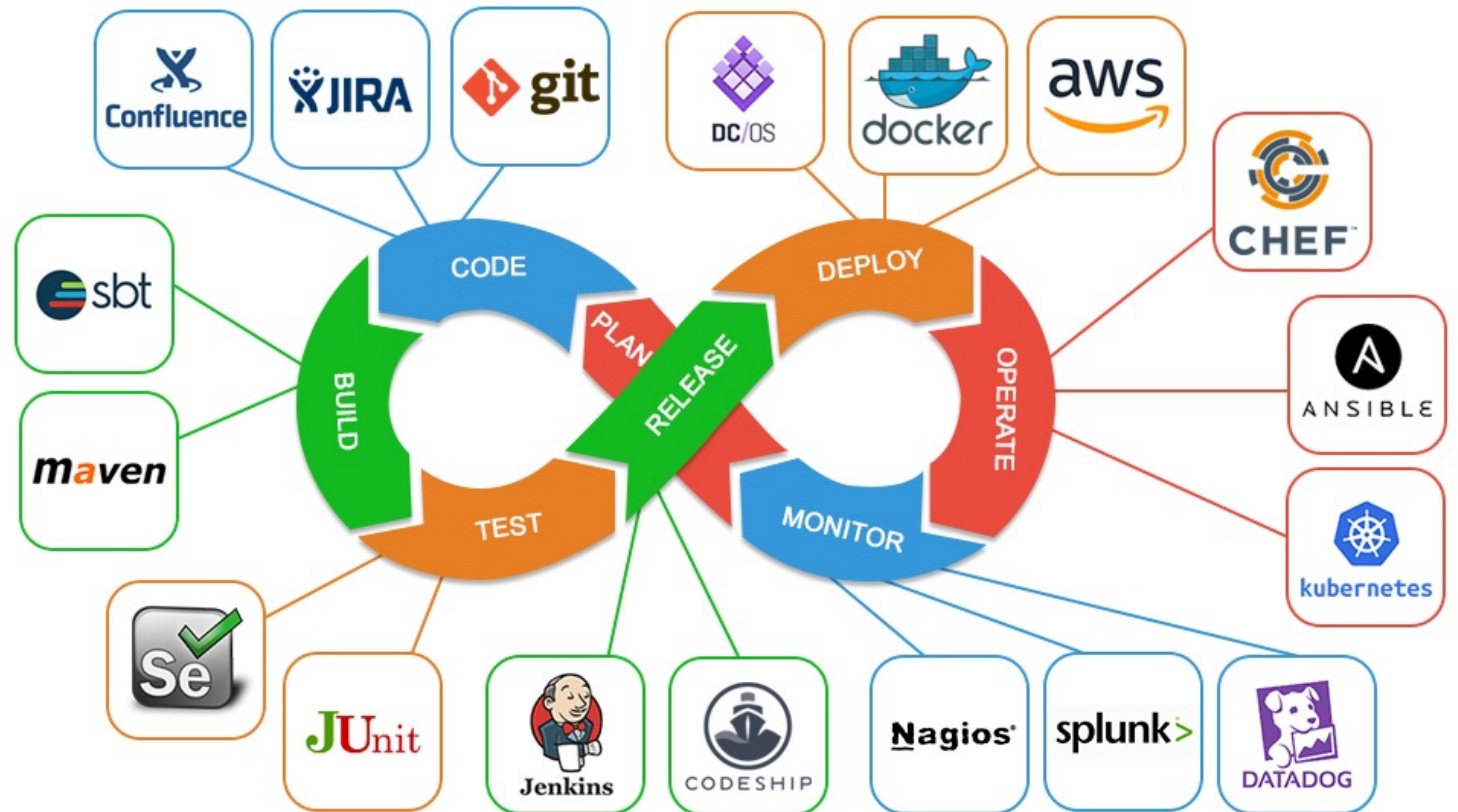 Confluence
JIRA
git
DC/OS
docker
aws
CHEF™
sbt
CODE
DEPLOY
PLAN
RELEASE
OPERATE
ANSIBLE
BUILD
maven
TEST
MONITOR
kubernetes
Se
JUnit
Jenkins
CODESHIP
Nagios®
splunk>
DATADOG